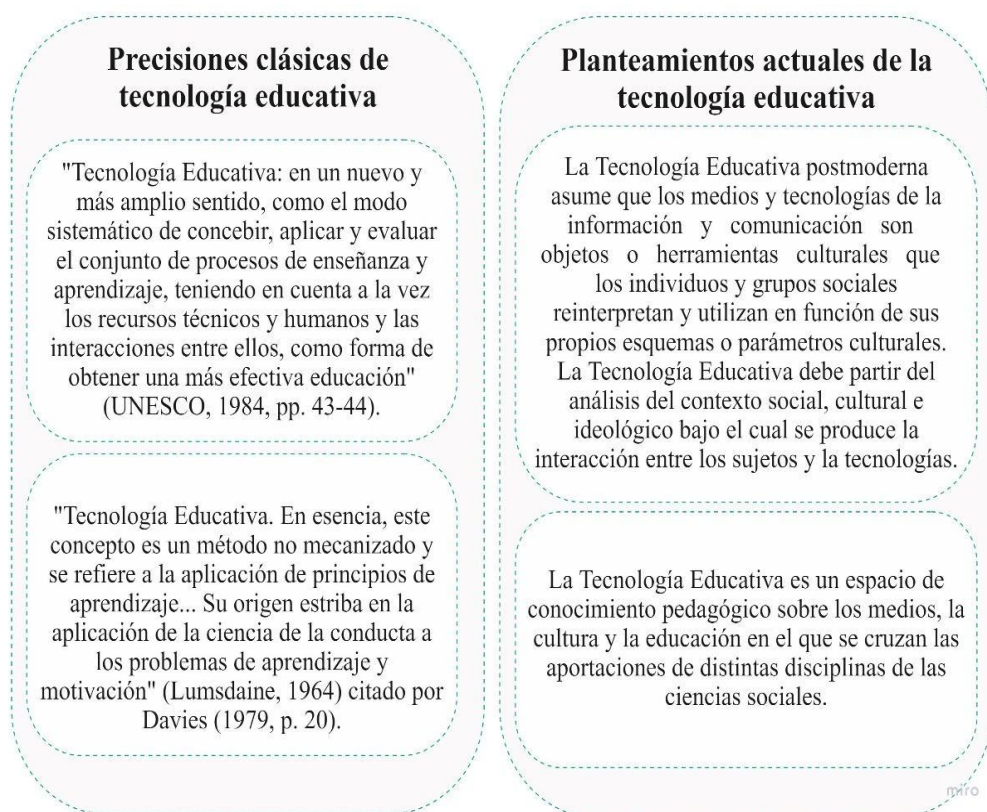 Precisiones clásicas de
tecnología educativa
"Tecnología Educativa: en un nuevo y
más amplio sentido, como el modo
sistemático de concebir, aplicar y evaluar
el conjunto de procesos de enseñanza y
aprendizaje, teniendo en cuenta a la vez
los recursos técnicos y humanos y las
interacciones entre ellos, como forma de
obtener una más efectiva educación"
(UNESCO, 1984, pp. 43-44).
"Tecnología Educativa. En esencia, este
concepto es un método no mecanizado y
se refiere a la aplicación de principios de
aprendizaje... Su origen estriba en la
aplicación de la ciencia de la conducta a
los problemas de aprendizaje y
motivación" (Lumsdaine, 1964) citado por
Davies (1979, p. 20).
Planteamientos actuales de la
tecnología educativa
La Tecnología Educativa postmoderna
asume que los medios y tecnologías de la
información y comunicación son
objetos o herramientas culturales que
los individuos y grupos sociales
reinterpretan y utilizan en función de sus
propios esquemas o parámetros culturales.
La Tecnología Educativa debe partir del
análisis del contexto social, cultural e
ideológico bajo el cual se produce la
interacción entre los sujetos y la tecnologías.
La Tecnología Educativa es un espacio de
conocimiento pedagógico sobre los medios, la
cultura y la educación en el que se cruzan las
aportaciones de distintas disciplinas de las
ciencias sociales.
miro